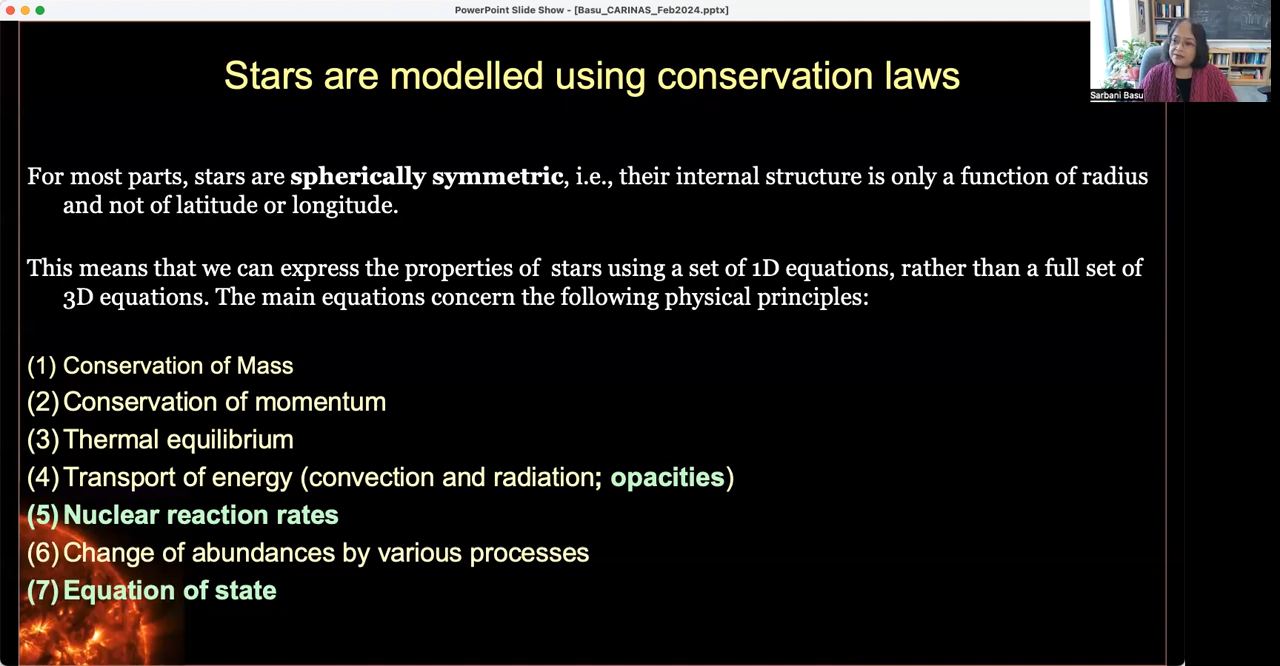 PowerPoint Slide Show - [Basu_CARINAS_Feb2024.pptx]
Stars are modelled using conservation laws
Sarbani Basu
For most parts, stars are spherically symmetric, i.e., their internal structure is only a function of radius
and not of latitude or longitude.
This means that we can express the properties of stars using a set of 1D equations, rather than a full set of
3D equations. The main equations concern the following physical principles:
(1) Conservation of Mass
(2) Conservation of momentum
(3) Thermal equilibrium
(4) Transport of energy (convection and radiation; opacities)
(5) Nuclear reaction rates
(6) Change of abundances by various processes
(7) Equation of state